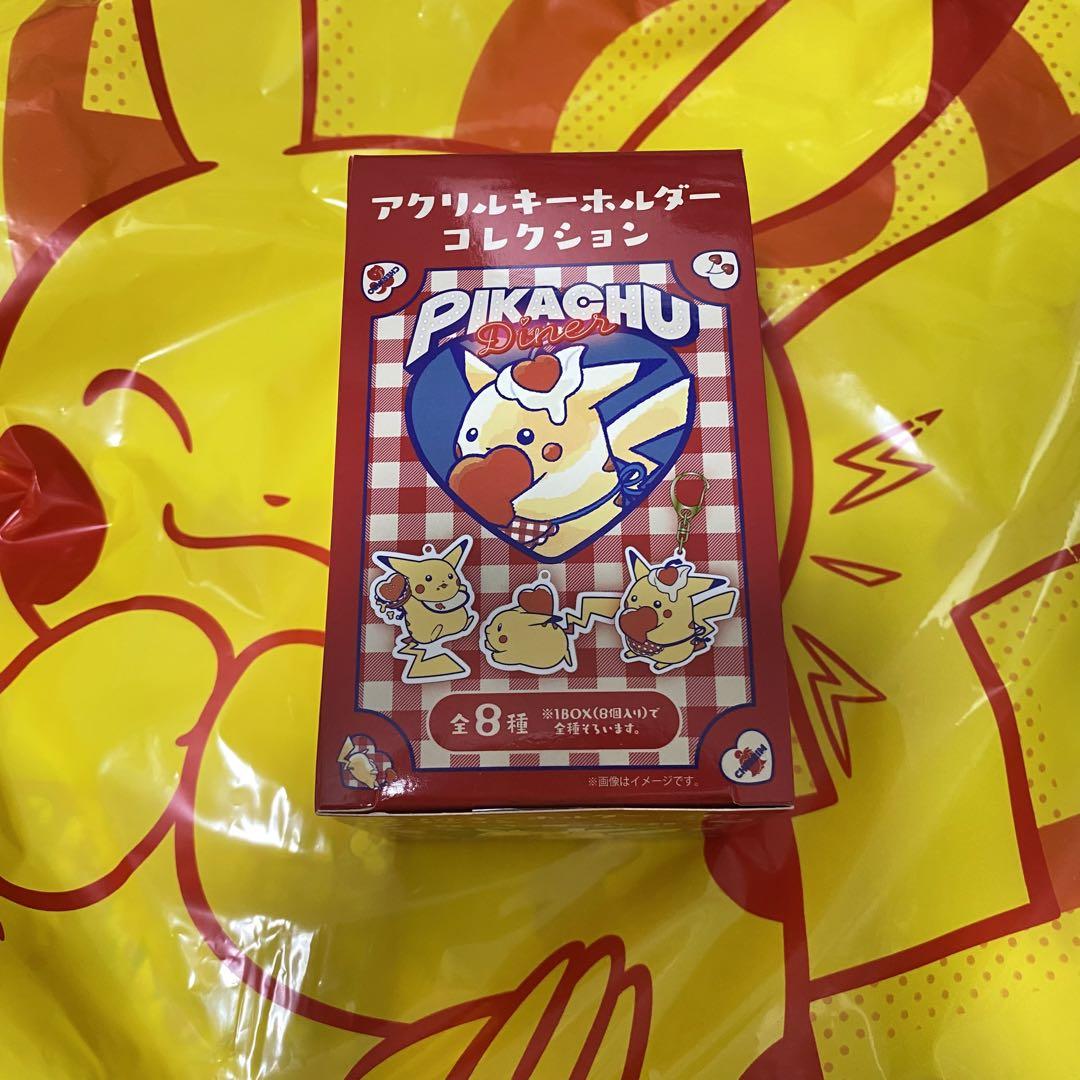 アクリルキーホルダー
コレクション
PIKACHU
Diner
全8種
※1BOX(8個入り)で
全種そろいます。
※画像はイメージです。